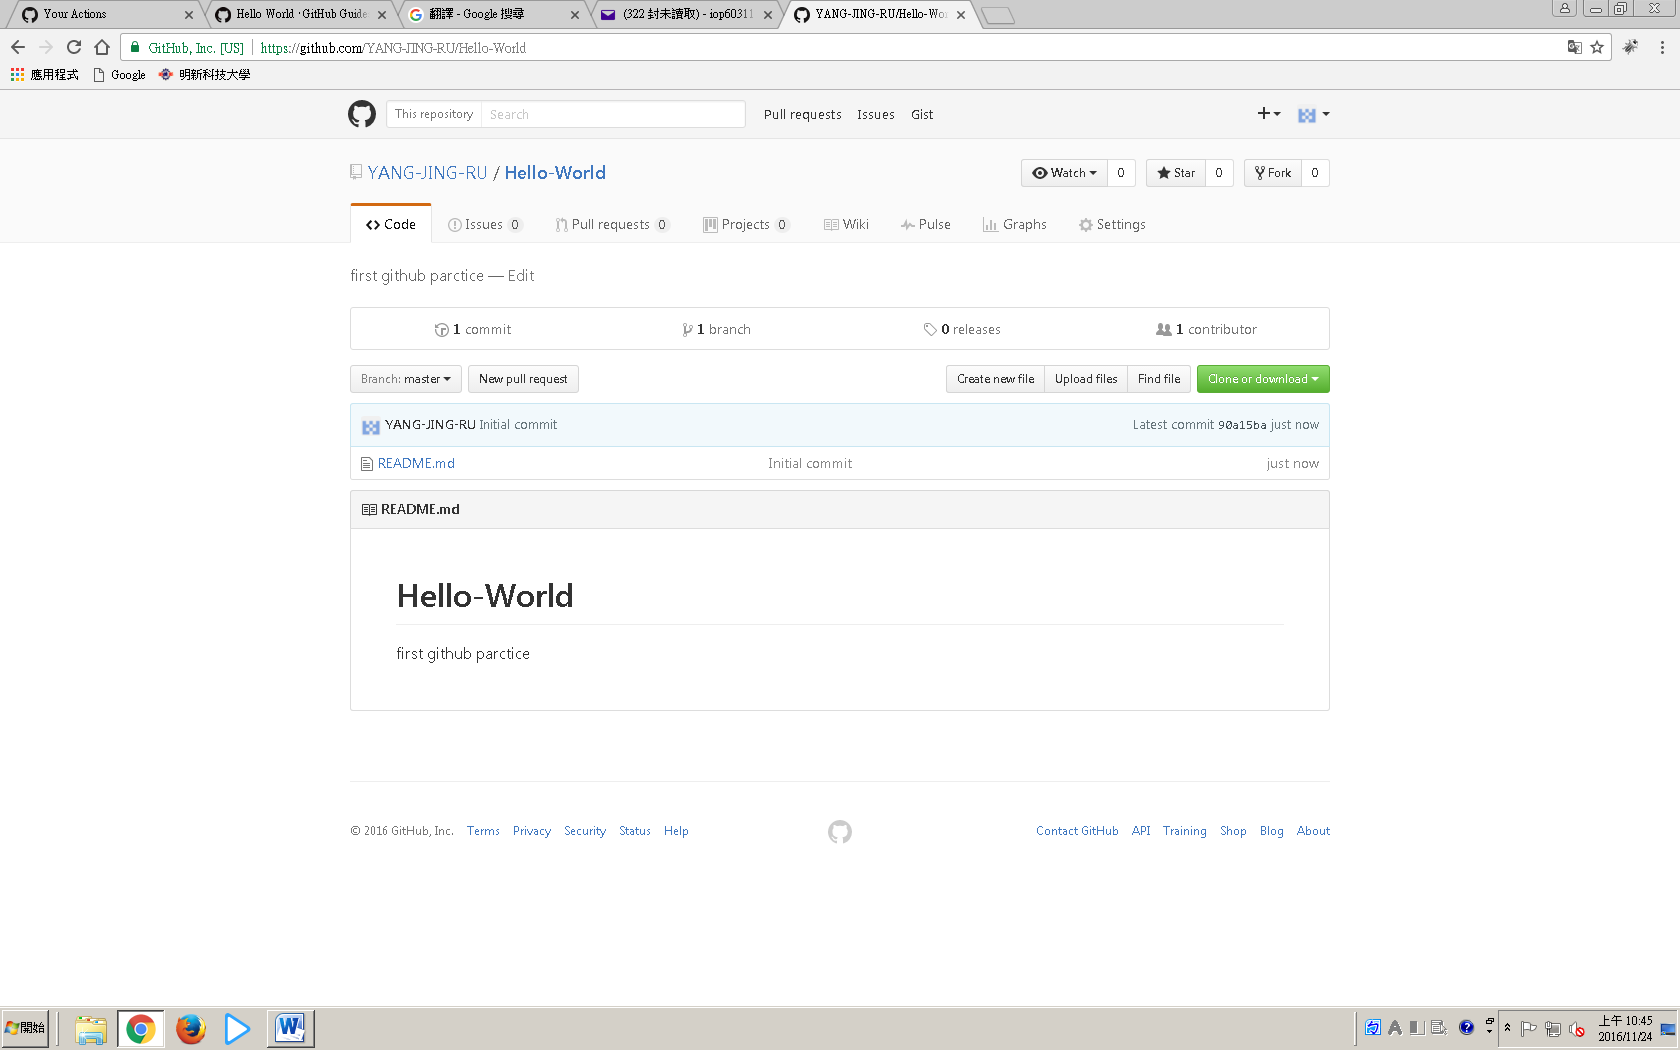 Your Actions
Hello World · GitHub Guide
翻譯 - Google 搜尋
(322 封未讀取) - iop60311
YANG-JING-RU/Hello-Wo
GitHub, Inc. [US] https://github.com/YANG-JING-RU/Hello-World
應用程式 Google 明新科技大學
This repository Search Pull requests Issues Gist
YANG-JING-RU / Hello-World
Watch 0 Star 0 Fork 0
Code Issues 0 Pull requests 0 Projects 0 Wiki Pulse Graphs Settings
first github parctice — Edit
1 commit 1 branch 0 releases 1 contributor
Branch: master New pull request Create new file Upload files Find file Clone or download
YANG-JING-RU Initial commit Latest commit 90a15ba just now
README.md Initial commit just now
README.md
Hello-World
first github parctice
© 2016 GitHub, Inc. Terms Privacy Security Status Help Contact GitHub API Training Shop Blog About
開始
上午 10:45
2016/11/24